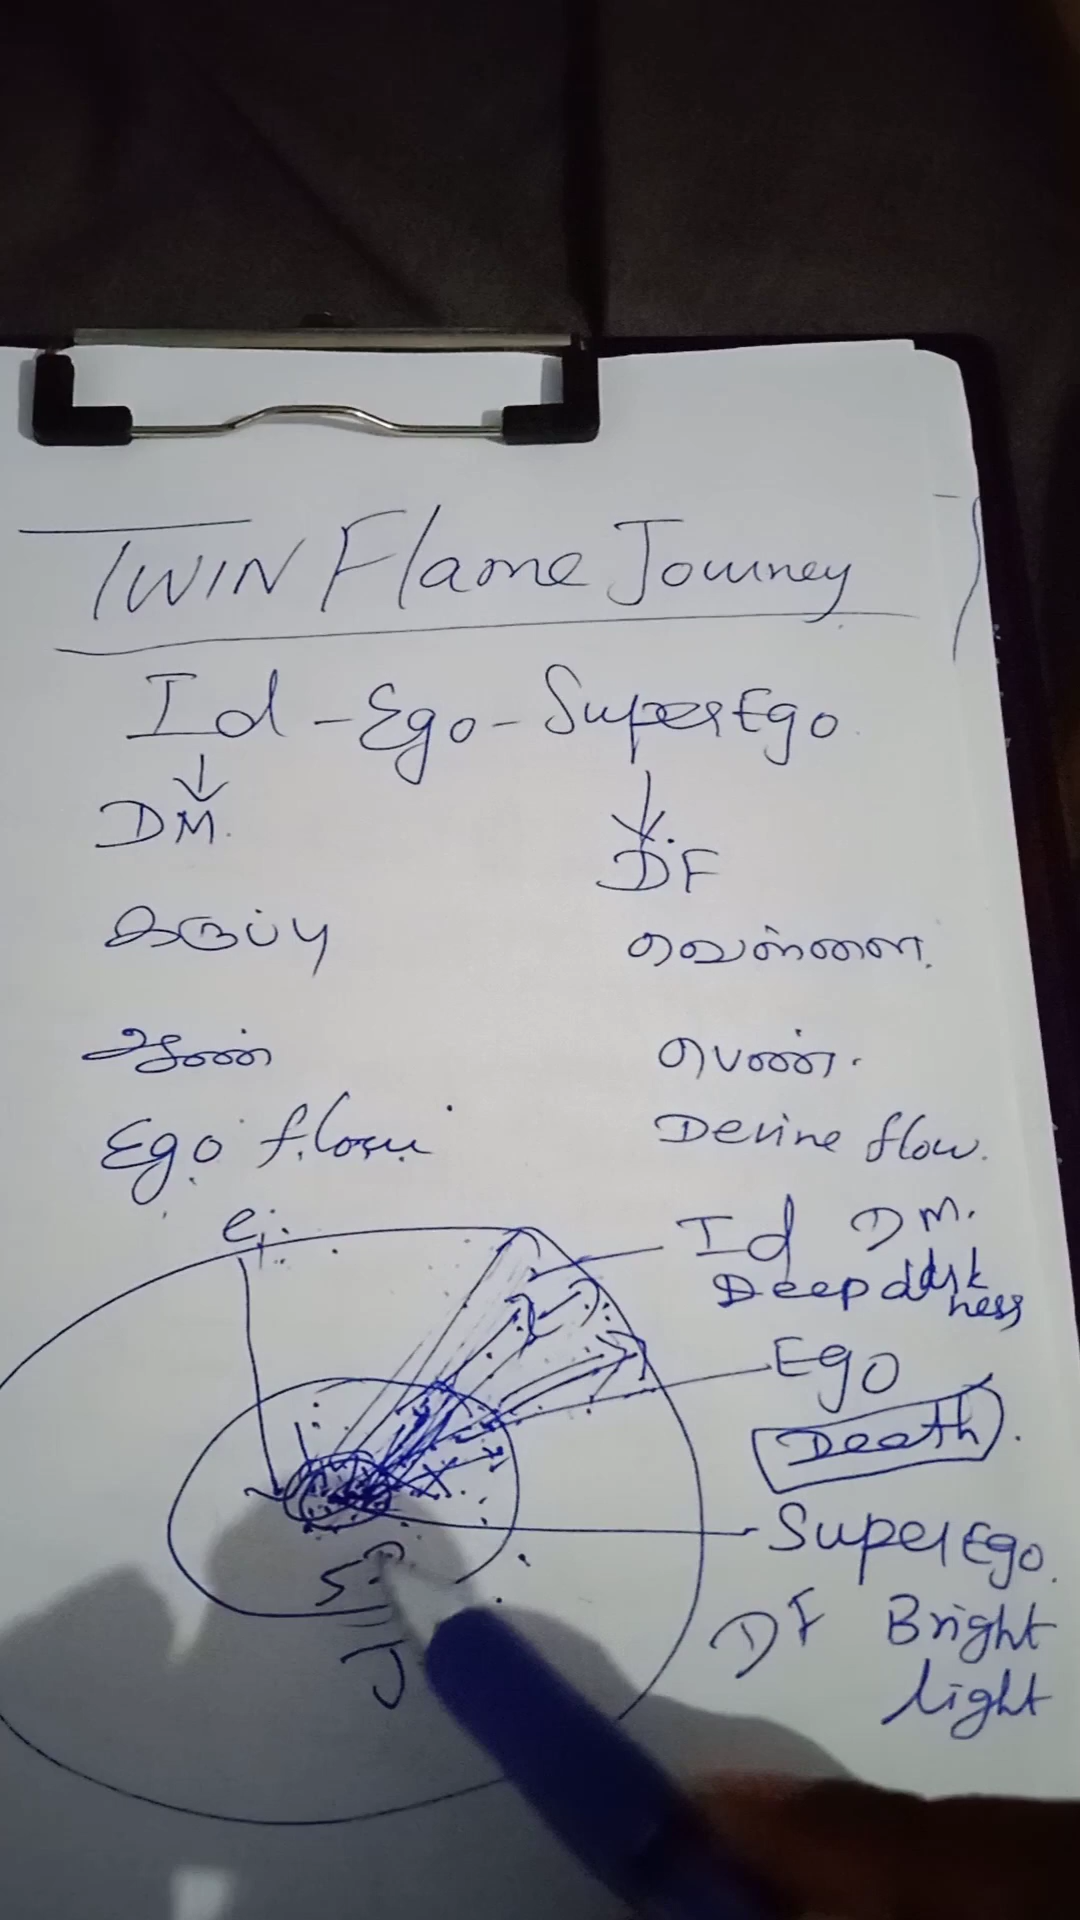 TWIN Flame Journey
Id - Ego - SuperEgo
DM.
DF
கருப்பு
வெள்ளை.
ஆண்
பெண்.
Ego flow
Devine flow.
Id DM.
Deep darkness
Ego
Death.
SuperEgo.
DF Bright
light